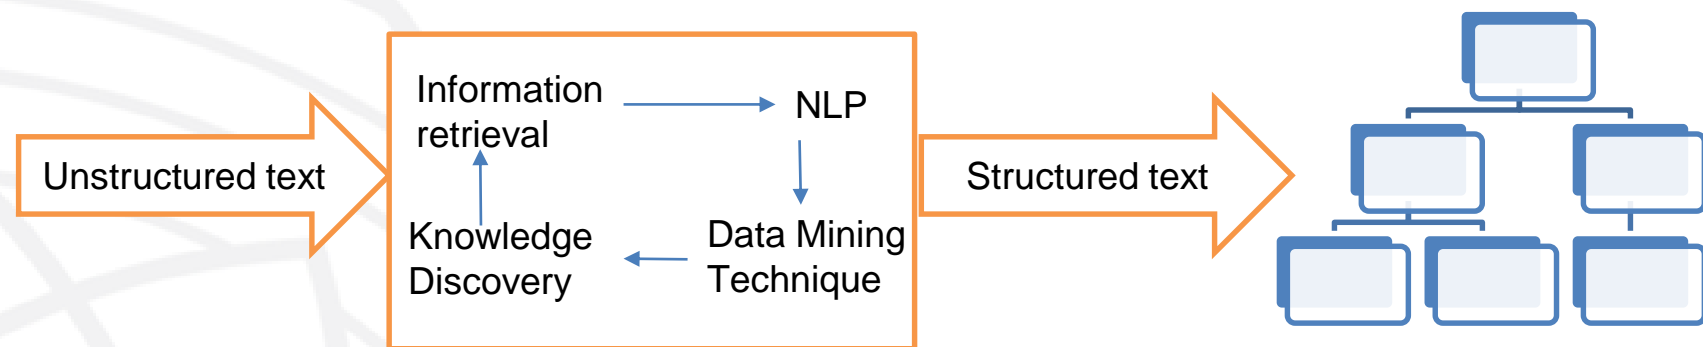 Unstructured text
Information
retrieval
NLP
Knowledge
Discovery
Data Mining
Technique
Structured text